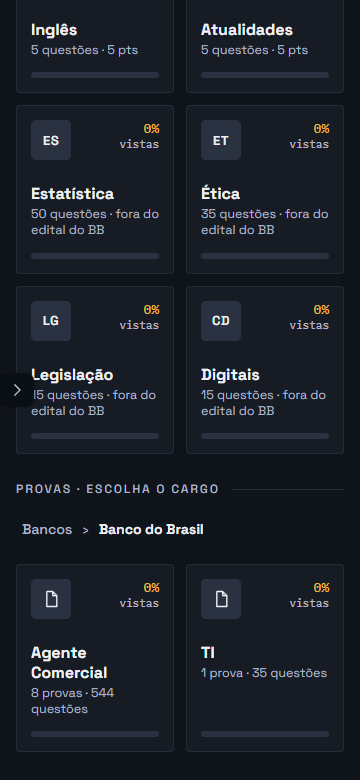 Inglês
5 questões · 5 pts
Atualidades
5 questões · 5 pts
ES
0%
vistas
Estatística
50 questões · fora do
edital do BB
ET
0%
vistas
Ética
35 questões · fora do
edital do BB
LG
0%
vistas
Legislação
15 questões · fora do
edital do BB
CD
0%
vistas
Digitais
15 questões · fora do
edital do BB
PROVAS · ESCOLHA O CARGO
Bancos > Banco do Brasil
0%
vistas
Agente
Comercial
8 provas · 544
questões
0%
vistas
TI
1 prova · 35 questões